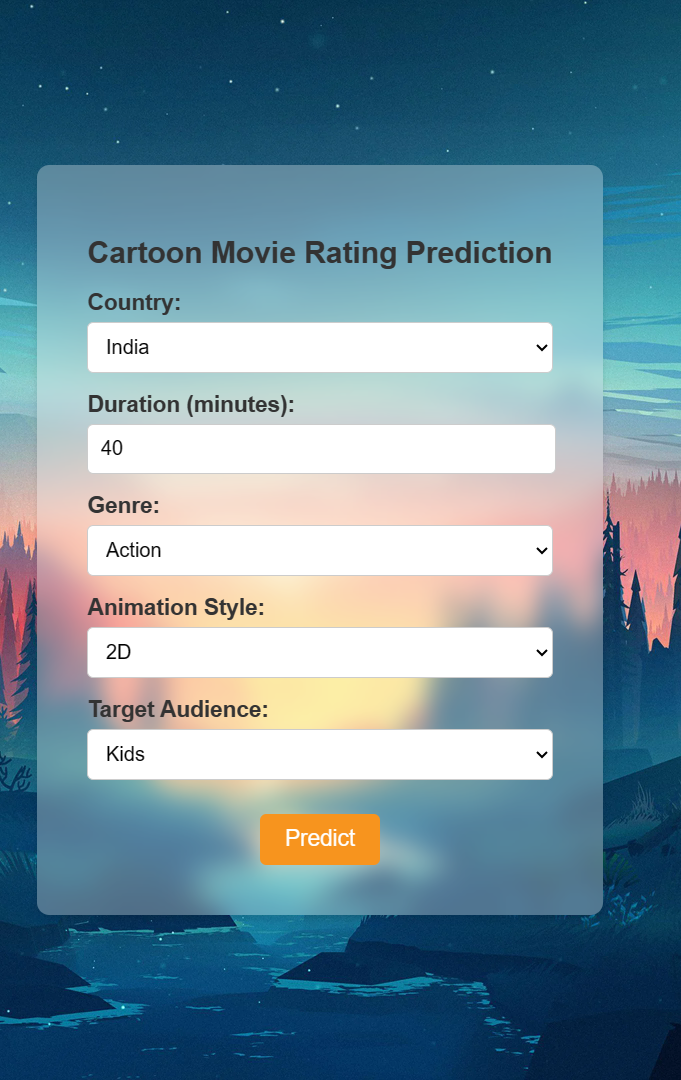 Cartoon Movie Rating Prediction
Country:
India
Duration (minutes):
40
Genre:
Action
Animation Style:
2D
Target Audience:
Kids
Predict